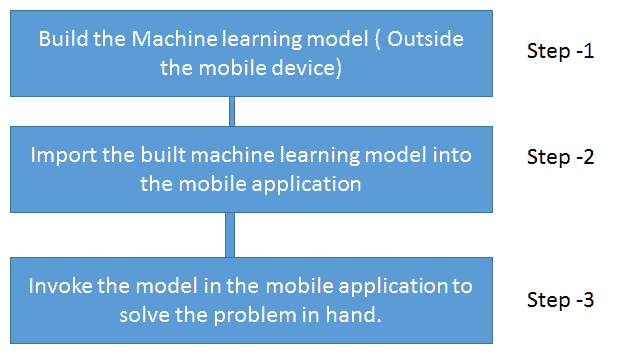 Build the Machine learning model ( Outside
the mobile device)
Step -1
Import the built machine learning model into
the mobile application
Step -2
Invoke the model in the mobile application to
solve the problem in hand.
Step -3